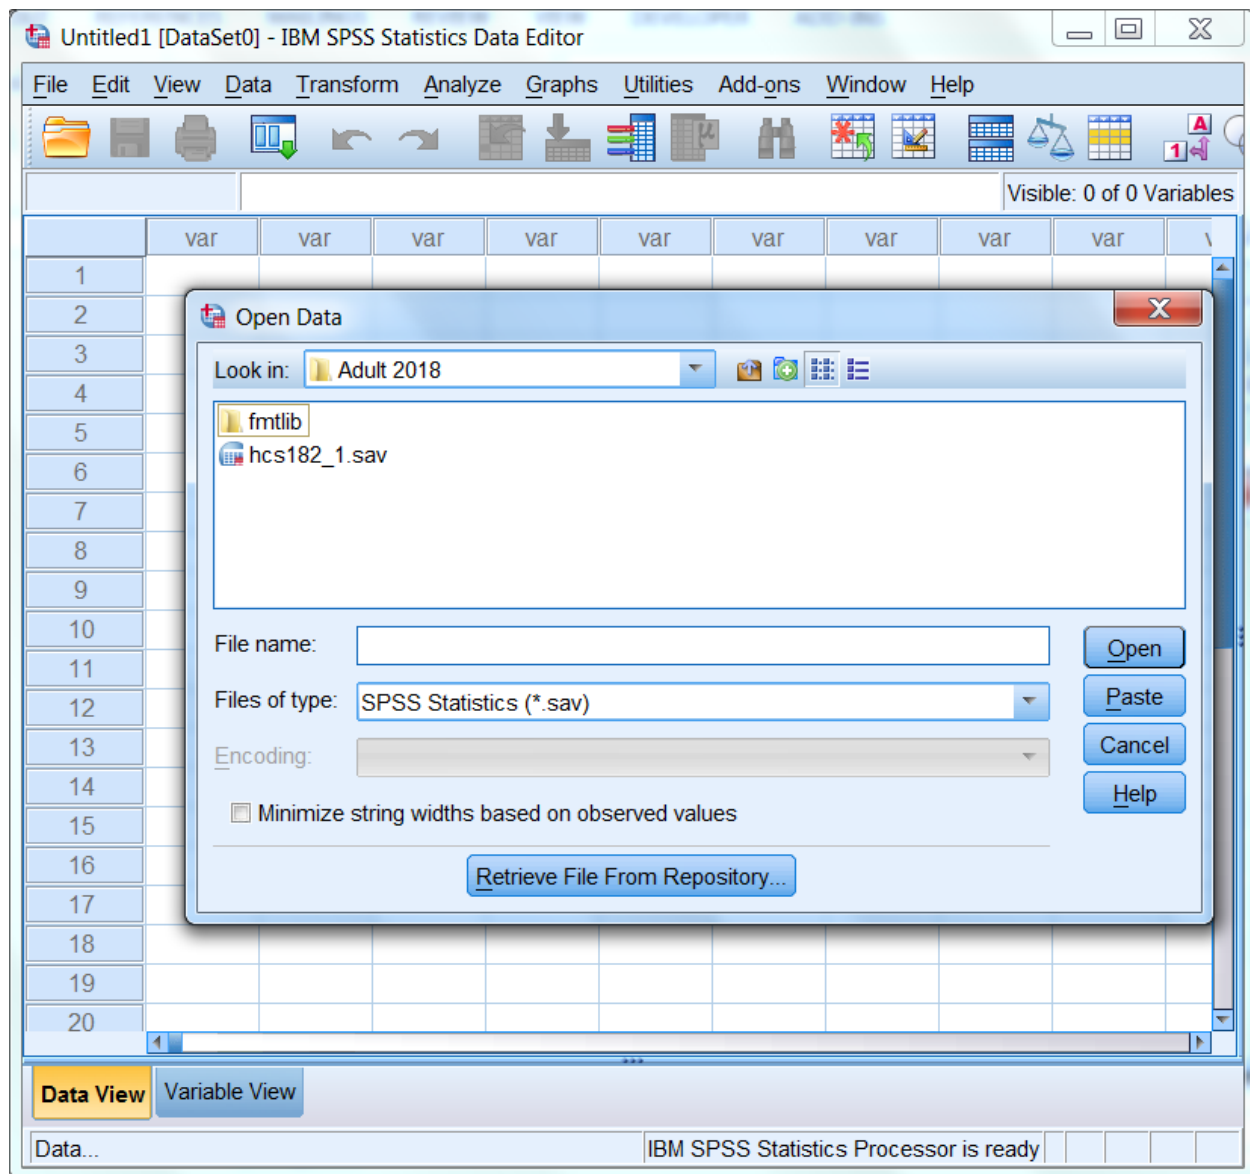 Untitled1 [DataSet0] - IBM SPSS Statistics Data Editor
File Edit View Data Transform Analyze Graphs Utilities Add-ons Window Help
Visible: 0 of 0 Variables
var var var var var var var var var
1
2
Open Data
3
Look in: Adult 2018
4
fmtlib
5
hcs182_1.sav
6
7
8
9
10
File name:
Open
11
Files of type: SPSS Statistics (*.sav)
Paste
12
13
Encoding:
Cancel
14
Help
15
Minimize string widths based on observed values
16
Retrieve File From Repository...
17
18
19
20
Data View Variable View
Data... IBM SPSS Statistics Processor is ready